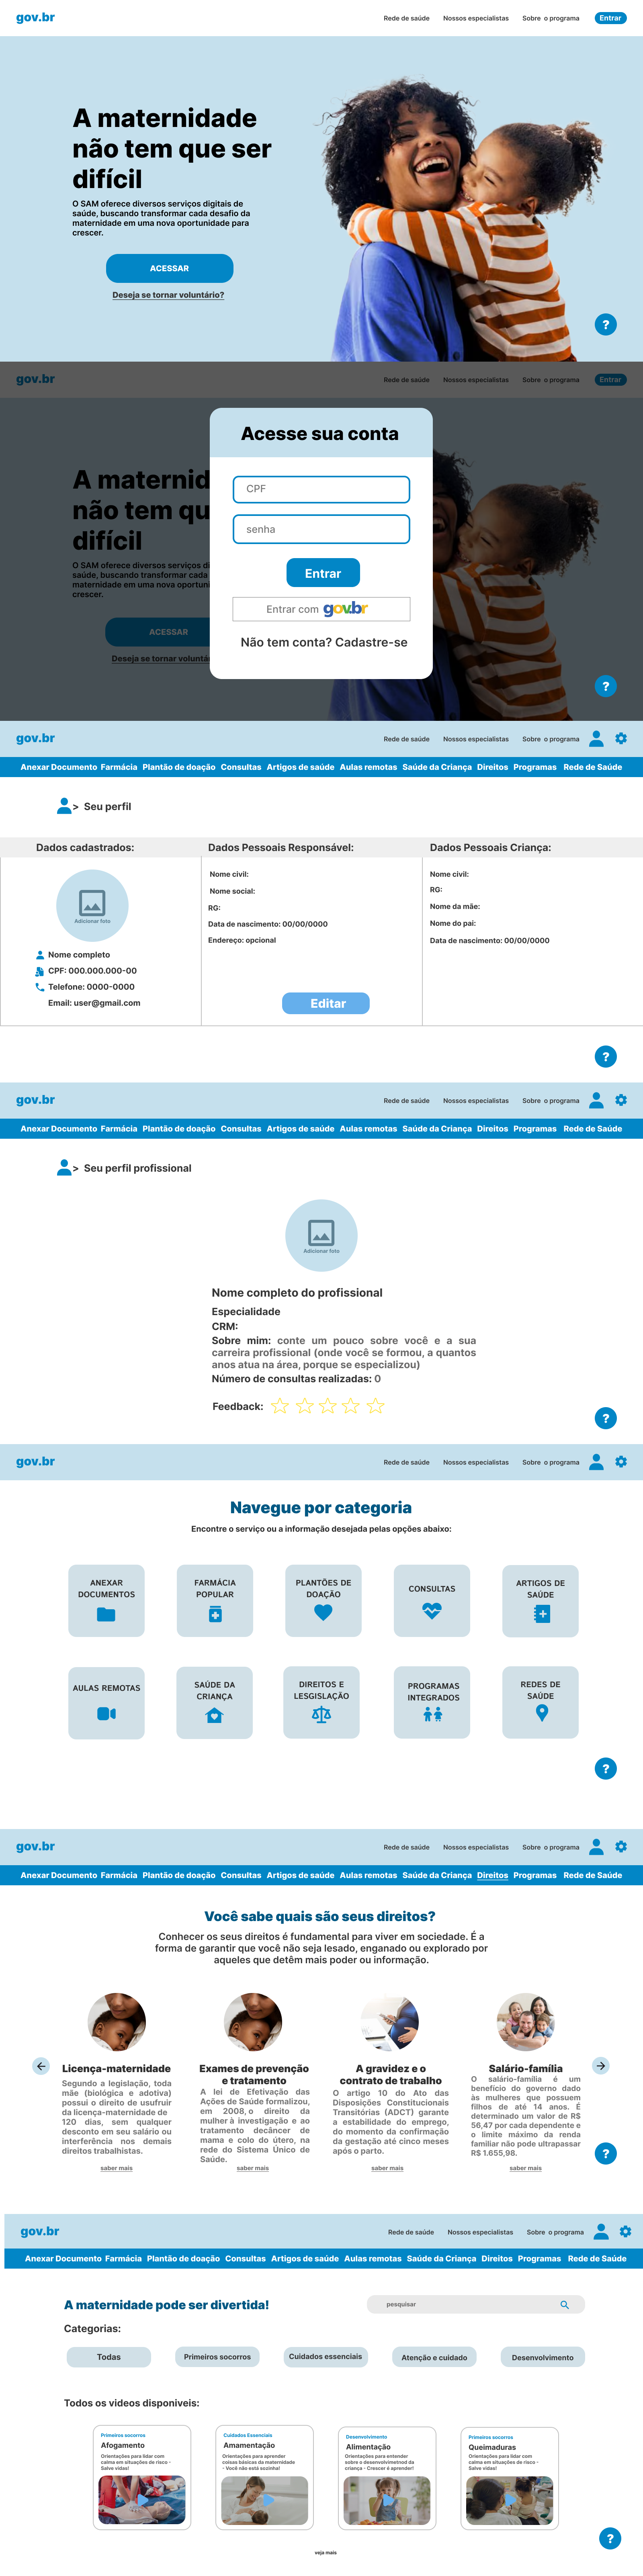 gov.br
Rede de saúde Nossos especialistas Sobre o programa Entrar
A maternidade
não tem que ser
difícil
O SAM oferece diversos serviços digitais de
saúde, buscando transformar cada desafio da
maternidade em uma nova oportunidade para
crescer.
ACESSAR
Deseja se tornar voluntário?
?
gov.br
Rede de saúde Nossos especialistas Sobre o programa Entrar
A maternid
não tem qu
difícil
O SAM oferece diversos serviços di
saúde, buscando transformar cada
maternidade em uma nova oportuni
crescer.
ACESSAR
Deseja se tornar voluntá
Acesse sua conta
CPF
senha
Entrar
Entrar com gov.br
Não tem conta? Cadastre-se
?
gov.br
Rede de saúde Nossos especialistas Sobre o programa
Anexar Documento Farmácia Plantão de doação Consultas Artigos de saúde Aulas remotas Saúde da Criança Direitos Programas Rede de Saúde
> Seu perfil
Dados cadastrados:
Adicionar foto
Nome completo
CPF: 000.000.000-00
Telefone: 0000-0000
Email: user@gmail.com
Dados Pessoais Responsável:
Nome civil:
Nome social:
RG:
Data de nascimento: 00/00/0000
Endereço: opcional
Editar
Dados Pessoais Criança:
Nome civil:
RG:
Nome da mãe:
Nome do pai:
Data de nascimento: 00/00/0000
?
gov.br
Rede de saúde Nossos especialistas Sobre o programa
Anexar Documento Farmácia Plantão de doação Consultas Artigos de saúde Aulas remotas Saúde da Criança Direitos Programas Rede de Saúde
> Seu perfil profissional
Adicionar foto
Nome completo do profissional
Especialidade
CRM:
Sobre mim: conte um pouco sobre você e a sua
carreira profissional (onde você se formou, a quantos
anos atua na área, porque se especializou)
Número de consultas realizadas: 0
Feedback:
?
gov.br
Rede de saúde Nossos especialistas Sobre o programa
Navegue por categoria
Encontre o serviço ou a informação desejada pelas opções abaixo:
ANEXAR
DOCUMENTOS
FARMÁCIA
POPULAR
PLANTÕES DE
DOAÇÃO
CONSULTAS
ARTIGOS DE
SAÚDE
AULAS REMOTAS
SAÚDE DA
CRIANÇA
DIREITOS E
LESGISLAÇÃO
PROGRAMAS
INTEGRADOS
REDES DE
SAÚDE
?
gov.br
Rede de saúde Nossos especialistas Sobre o programa
Anexar Documento Farmácia Plantão de doação Consultas Artigos de saúde Aulas remotas Saúde da Criança Direitos Programas Rede de Saúde
Você sabe quais são seus direitos?
Conhecer os seus direitos é fundamental para viver em sociedade. É a
forma de garantir que você não seja lesado, enganado ou explorado por
aqueles que detêm mais poder ou informação.
Licença-maternidade
Segundo a legislação, toda
mãe (biológica e adotiva)
possui o direito de usufruir
da licença-maternidade de
120 dias, sem qualquer
desconto em seu salário ou
interferência nos demais
direitos trabalhistas.
saber mais
Exames de prevenção
e tratamento
A lei de Efetivação das
Ações de Saúde formalizou,
em 2008, o direito da
mulher à investigação e ao
tratamento decâncer de
mama e colo do útero, na
rede do Sistema Único de
Saúde.
saber mais
A gravidez e o
contrato de trabalho
O artigo 10 do Ato das
Disposições Constitucionais
Transitórias (ADCT) garante
a estabilidade do emprego,
do momento da confirmação
da gestação até cinco meses
após o parto.
saber mais
Salário-família
O salário-família é um
benefício do governo dado
às mulheres que possuem
filhos de até 14 anos. É
determinado um valor de R$
56,47 por cada dependente e
o limite máximo da renda
familiar não pode ultrapassar
R$ 1.655,98.
saber mais
?
gov.br
Rede de saúde Nossos especialistas Sobre o programa
Anexar Documento Farmácia Plantão de doação Consultas Artigos de saúde Aulas remotas Saúde da Criança Direitos Programas Rede de Saúde
A maternidade pode ser divertida!
pesquisar
Categorias:
Todas
Primeiros socorros
Cuidados essenciais
Atenção e cuidado
Desenvolvimento
Todos os videos disponiveis:
Primeiros socorros
Afogamento
Orientações para lidar com
calma em situações de risco -
Salve vidas!
Cuidados Essenciais
Amamentação
Orientações para aprender
coisas básicas da maternidade
- Você não está sozinha!
Desenvolvimento
Alimentação
Orientações para entender
sobre o desenvolvimetnod da
criança - Crescer é aprender!
Primeiros socorros
Queimaduras
Orientações para lidar com
calma em situações de risco -
Salve vidas!
veja mais
?